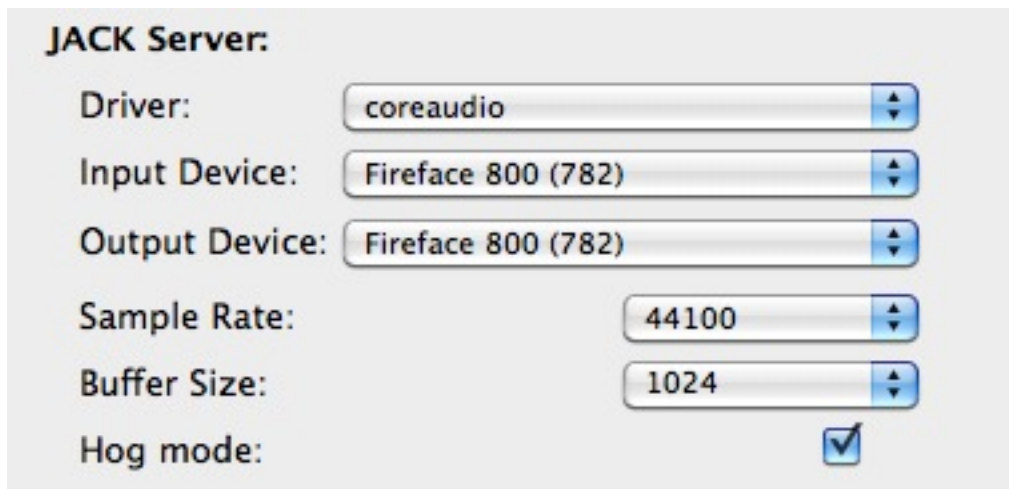 JACK Server:
Driver: coreaudio
Input Device: Fireface 800 (782)
Output Device: Fireface 800 (782)
Sample Rate: 44100
Buffer Size: 1024
Hog mode: